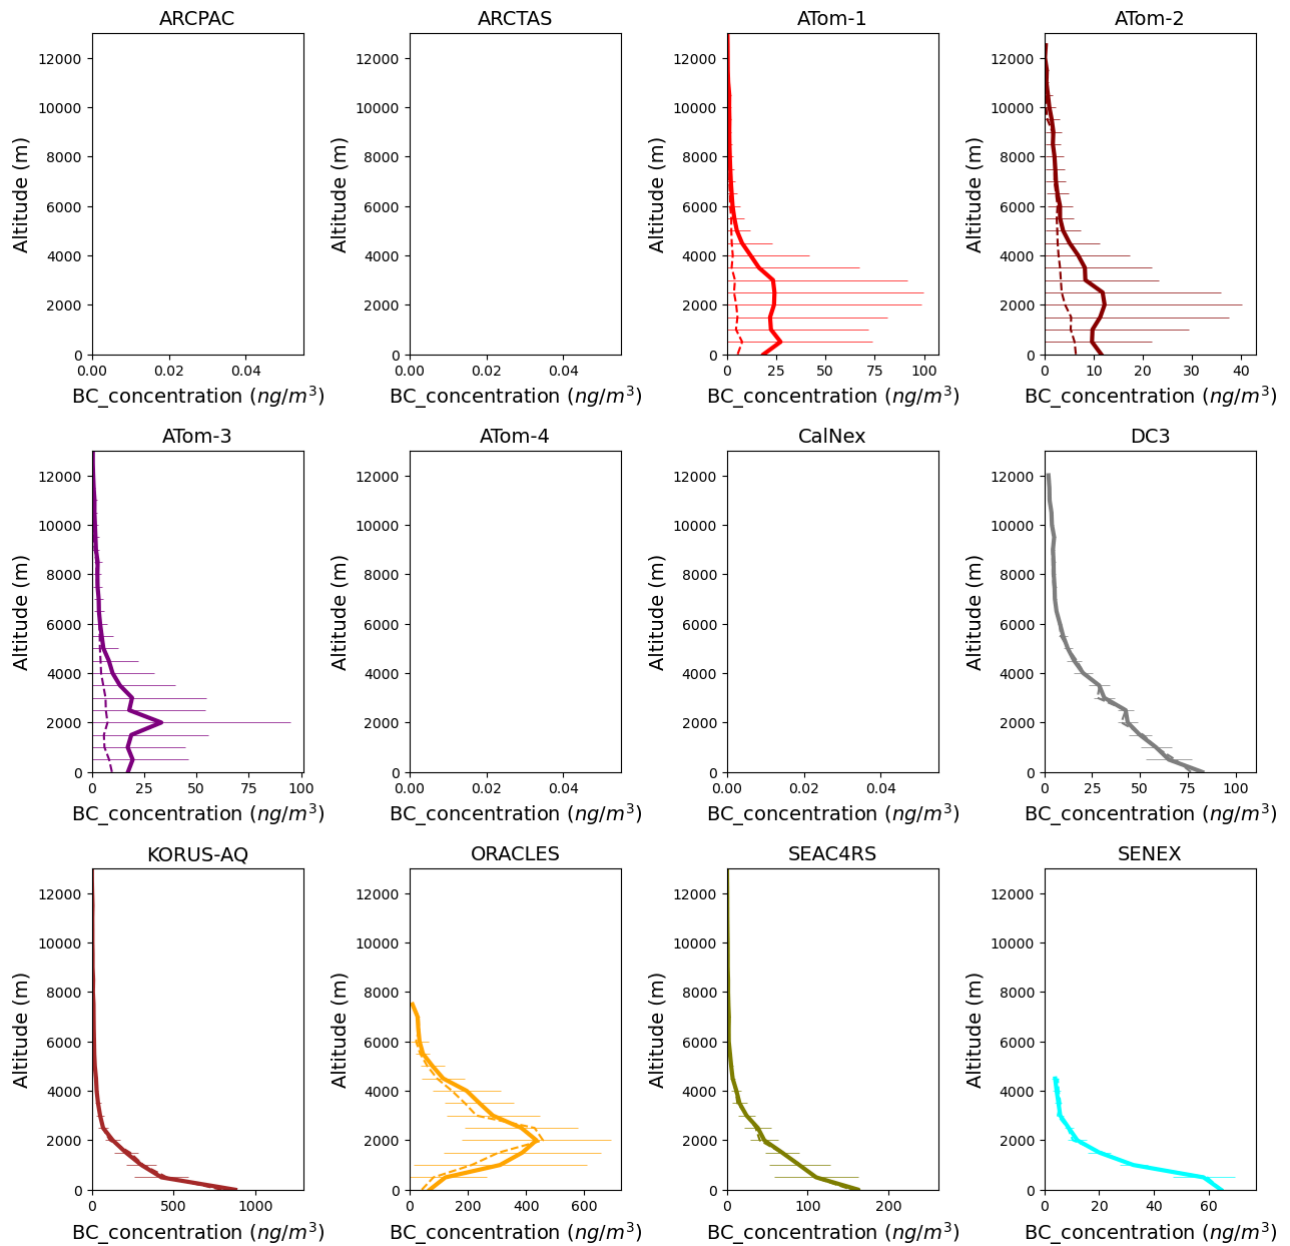 ARCPAC
ARCTAS
ATom-1
ATom-2
12000
10000
8000
6000
4000
2000
0
Altitude (m)
0.00 0.02 0.04
BC_concentration (ng/m³)
12000
10000
8000
6000
4000
2000
0
Altitude (m)
0.00 0.02 0.04
BC_concentration (ng/m³)
12000
10000
8000
6000
4000
2000
0
Altitude (m)
0 25 50 75 100
BC_concentration (ng/m³)
12000
10000
8000
6000
4000
2000
0
Altitude (m)
0 10 20 30 40
BC_concentration (ng/m³)
ATom-3
ATom-4
CalNex
DC3
12000
10000
8000
6000
4000
2000
0
Altitude (m)
0 25 50 75 100
BC_concentration (ng/m³)
12000
10000
8000
6000
4000
2000
0
Altitude (m)
0.00 0.02 0.04
BC_concentration (ng/m³)
12000
10000
8000
6000
4000
2000
0
Altitude (m)
0.00 0.02 0.04
BC_concentration (ng/m³)
12000
10000
8000
6000
4000
2000
0
Altitude (m)
0 25 50 75 100
BC_concentration (ng/m³)
KORUS-AQ
ORACLES
SEAC4RS
SENEX
12000
10000
8000
6000
4000
2000
0
Altitude (m)
0 500 1000
BC_concentration (ng/m³)
12000
10000
8000
6000
4000
2000
0
Altitude (m)
0 200 400 600
BC_concentration (ng/m³)
12000
10000
8000
6000
4000
2000
0
Altitude (m)
0 100 200
BC_concentration (ng/m³)
12000
10000
8000
6000
4000
2000
0
Altitude (m)
0 20 40 60
BC_concentration (ng/m³)